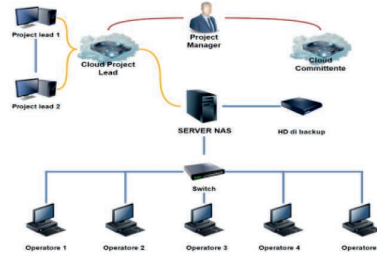 Project lead 1
Project lead 2
Cloud Project
Lead
Project
Manager
Cloud
Committente
SERVER NAS
HD di backup
Switch
Operatore 1
Operatore 2
Operatore 3
Operatore 4
Operatore